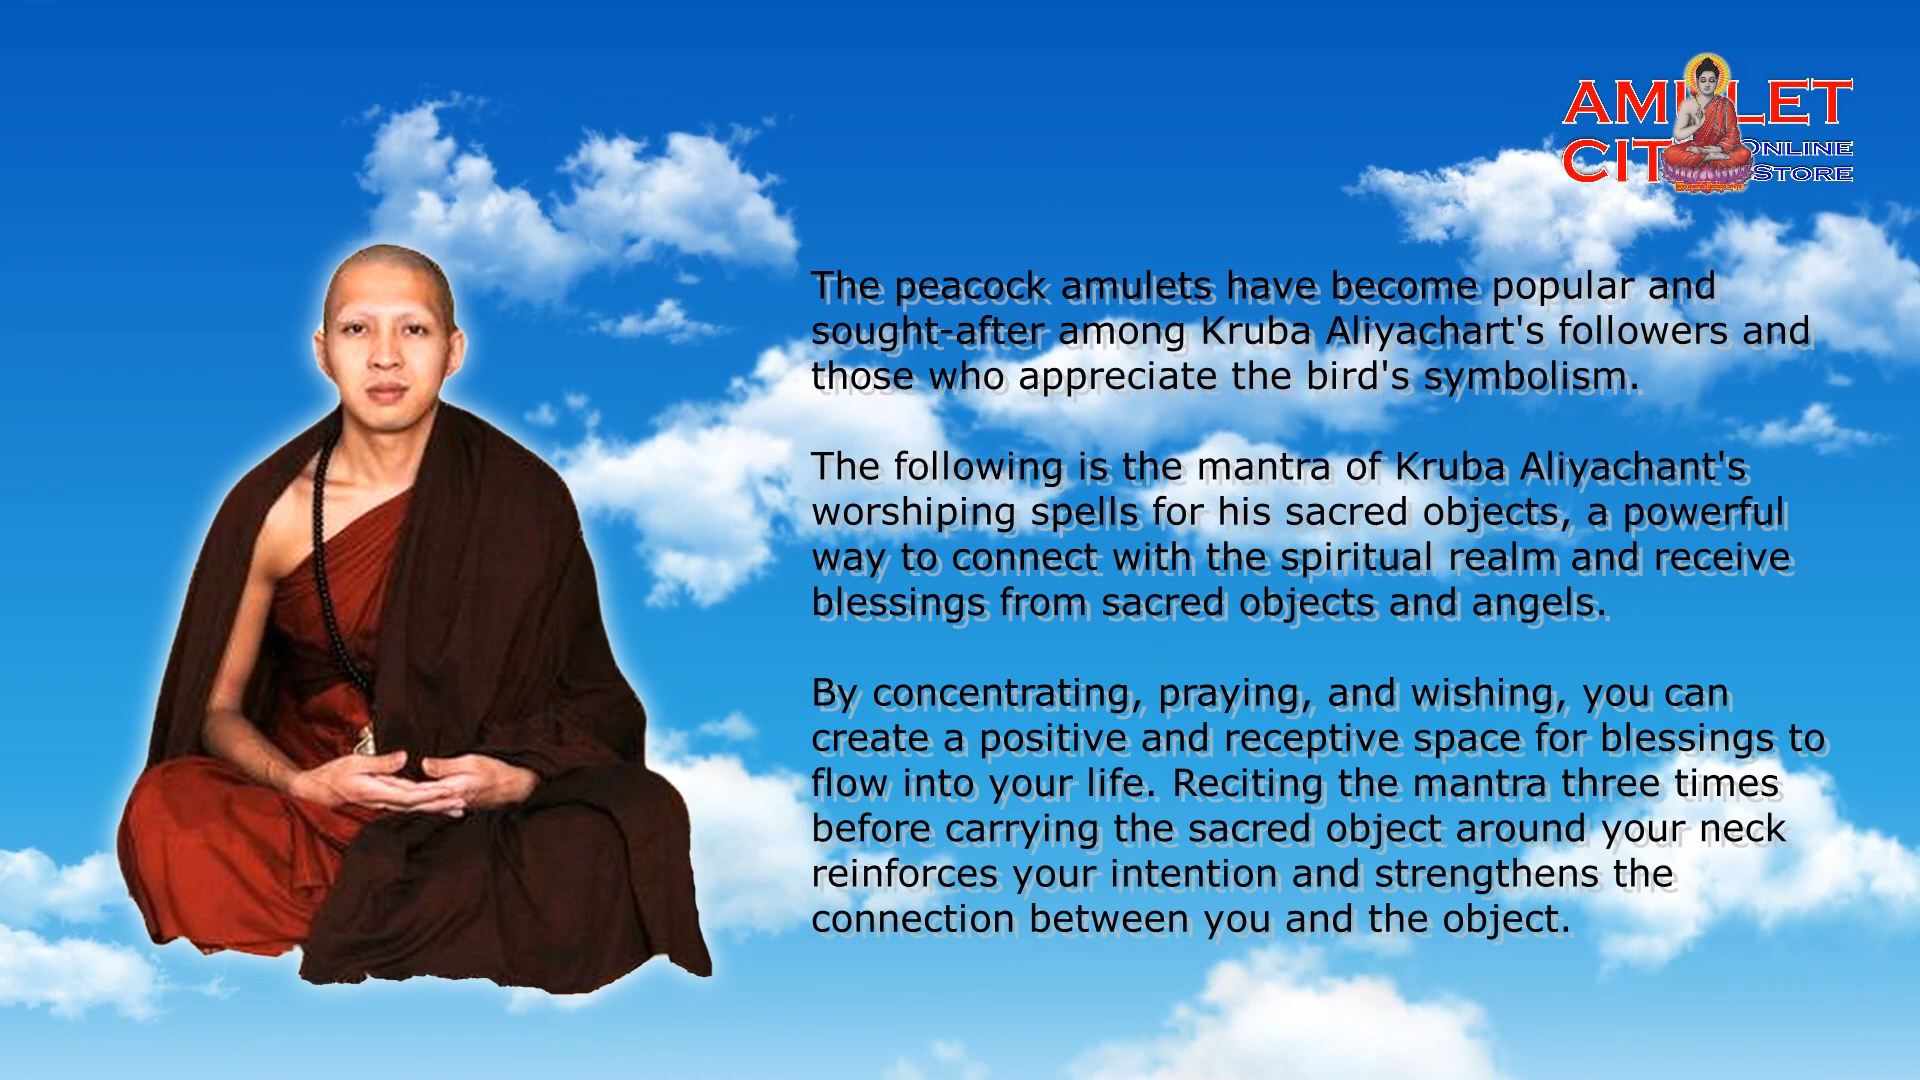 AMULET
CITY ONLINE
STORE
The peacock amulets have become popular and
sought-after among Kruba Aliyachart's followers and
those who appreciate the bird's symbolism.
The following is the mantra of Kruba Aliyachant's
worshiping spells for his sacred objects, a powerful
way to connect with the spiritual realm and receive
blessings from sacred objects and angels.
By concentrating, praying, and wishing, you can
create a positive and receptive space for blessings to
flow into your life. Reciting the mantra three times
before carrying the sacred object around your neck
reinforces your intention and strengthens the
connection between you and the object.